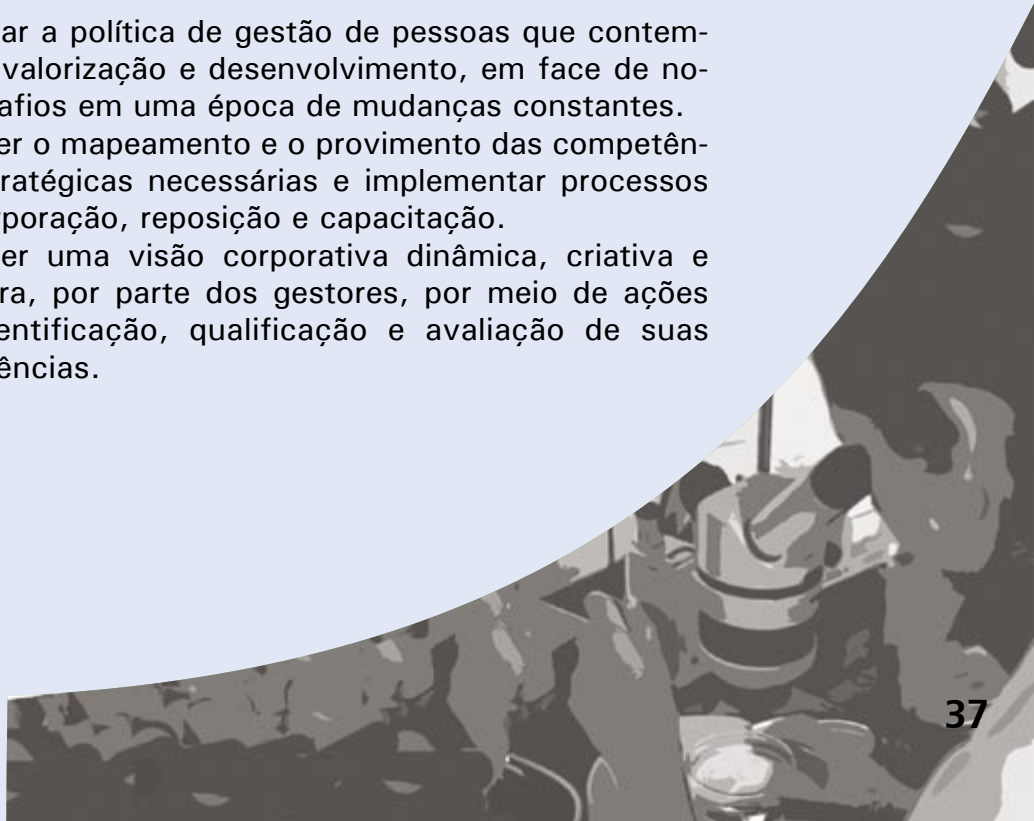 ar a política de gestão de pessoas que contem-
valorização e desenvolvimento, em face de no-
afios em uma época de mudanças constantes.
er o mapeamento e o provimento das competên-
ratégicas necessárias e implementar processos
rporação, reposição e capacitação.
er uma visão corporativa dinâmica, criativa e
ra, por parte dos gestores, por meio de ações
entificação, qualificação e avaliação de suas
ências.
37